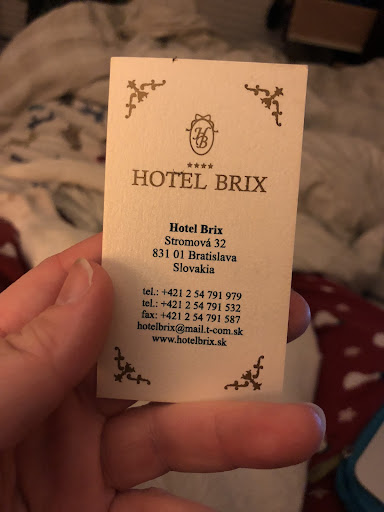 HB
★★★★
HOTEL BRIX
Hotel Brix
Stromová 32
831 01 Bratislava
Slovakia
tel.: +421 2 54 791 979
tel.: +421 2 54 791 532
fax: +421 2 54 791 587
hotelbrix@mail.t-com.sk
www.hotelbrix.sk